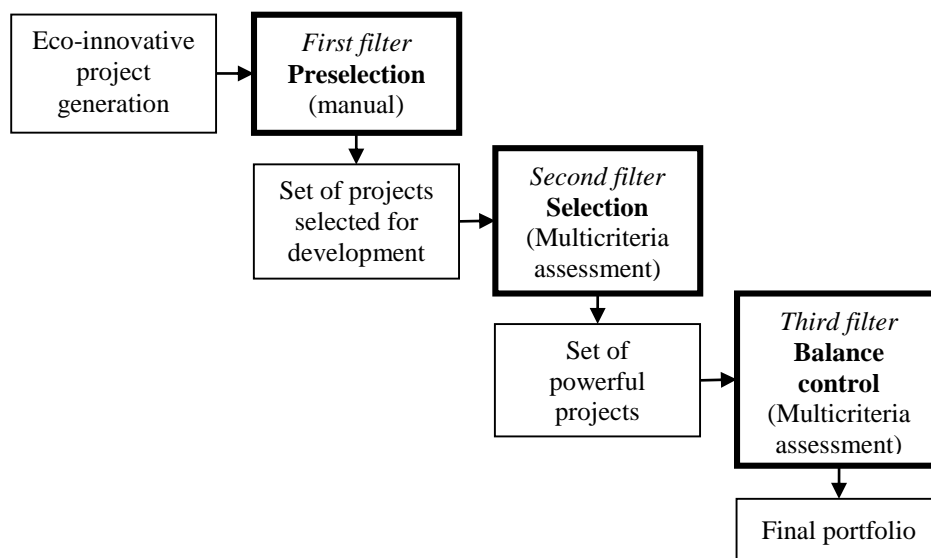 Eco-innovative
project
generation
First filter
Preselection
(manual)
Set of projects
selected for
development
Second filter
Selection
(Multicriteria
assessment)
Set of
powerful
projects
Third filter
Balance
control
(Multicriteria
assessment)
Final portfolio